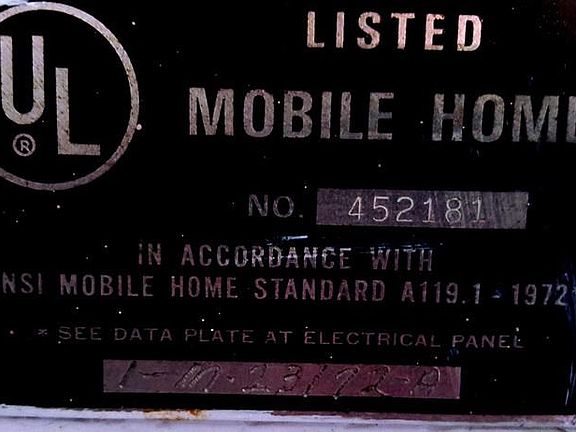 UL
®
LISTED
MOBILE HOM
NO. 452181
IN ACCORDANCE WITH
NSI MOBILE HOME STANDARD A119.1-1972
* SEE DATA PLATE AT ELECTRICAL PANEL